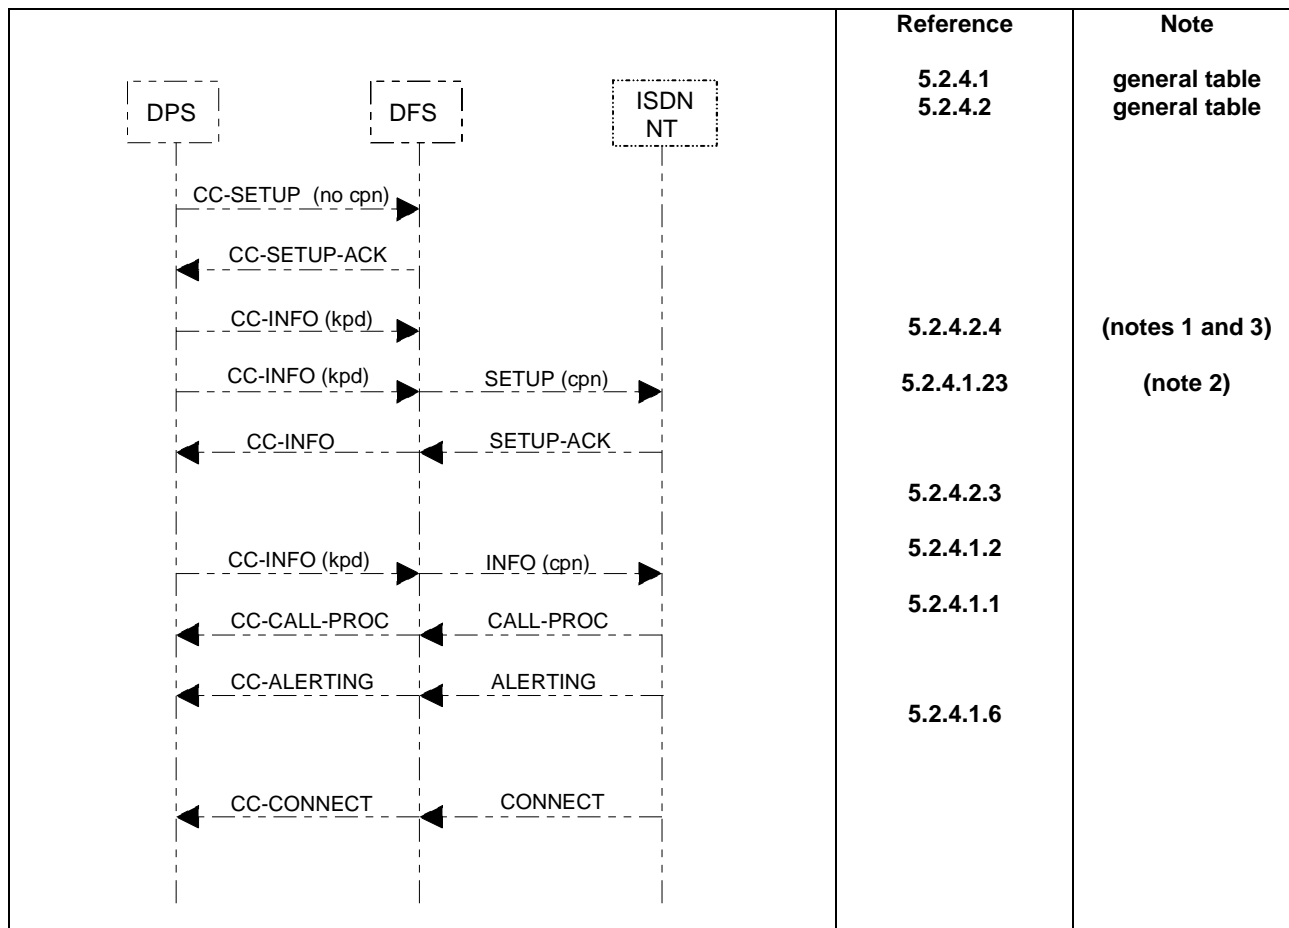 Reference Note
5.2.4.1 general table
5.2.4.2 general table
DPS DFS ISDN
NT
CC-SETUP (no cpn)
CC-SETUP-ACK
CC-INFO (kpd) 5.2.4.2.4 (notes 1 and 3)
CC-INFO (kpd) SETUP (cpn) 5.2.4.1.23 (note 2)
CC-INFO SETUP-ACK
5.2.4.2.3
5.2.4.1.2
CC-INFO (kpd) INFO (cpn)
5.2.4.1.1
CC-CALL-PROC CALL-PROC
CC-ALERTING ALERTING
5.2.4.1.6
CC-CONNECT CONNECT